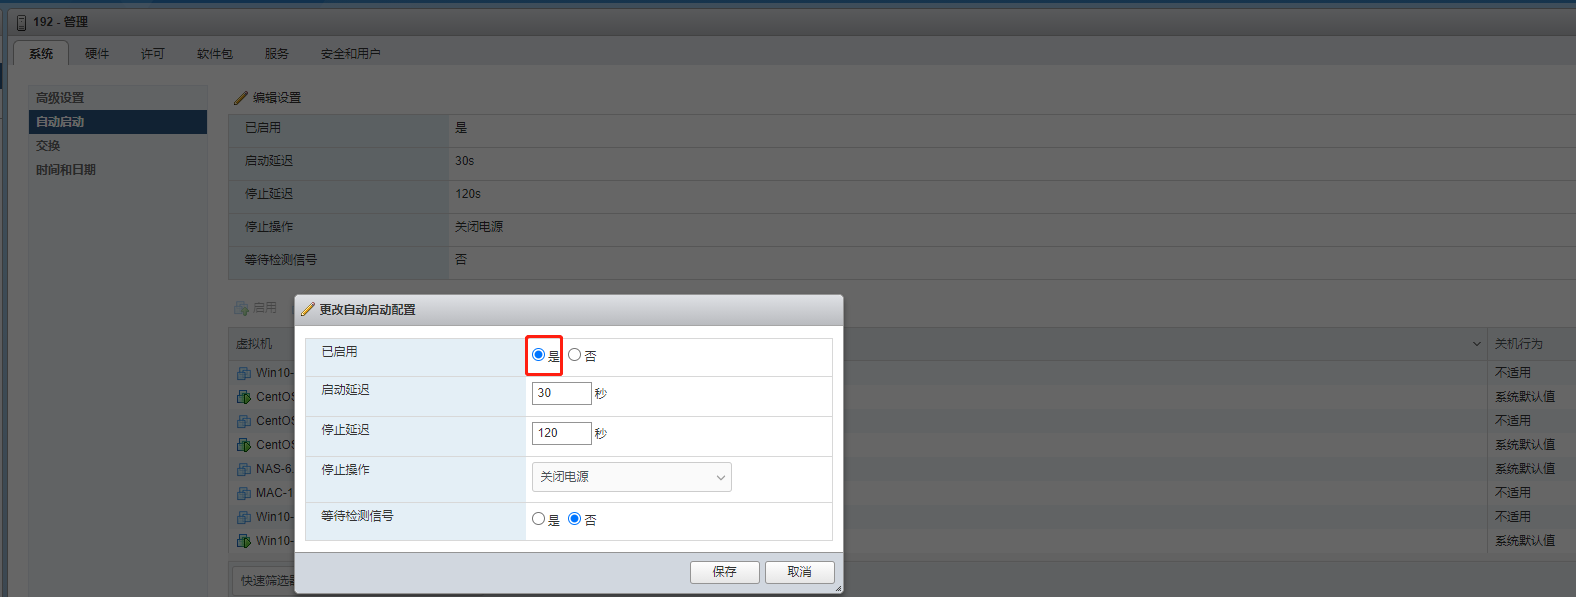 192 - 管理
系统 硬件 许可 软件包 服务 安全和用户
高级设置
自动启动
交换
时间和日期
编辑设置
已启用 是
启动延迟 30s
停止延迟 120s
停止操作 关闭电源
等待检测信号 否
启用
虚拟机 关机行为
Win10- 不适用
CentOS 系统默认值
CentOS 不适用
CentOS 系统默认值
NAS-6. 不适用
MAC-1 不适用
Win10- 不适用
Win10- 系统默认值
快速筛选器
更改自动启动配置
已启用 是 否
启动延迟 30 秒
停止延迟 120 秒
停止操作 关闭电源
等待检测信号 是 否
保存 取消